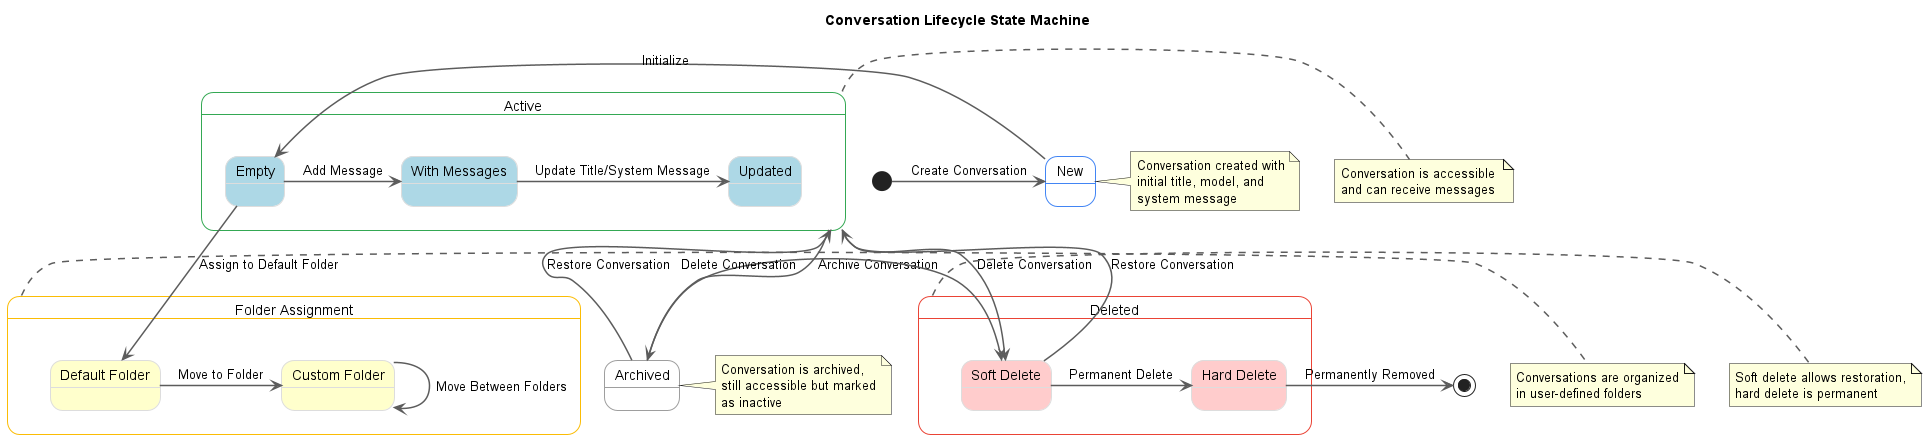 Conversation Lifecycle State Machine
Initialize
Active
Empty
Add Message
With Messages
Update Title/System Message
Updated
Create Conversation
New
Conversation created with
initial title, model, and
system message
Conversation is accessible
and can receive messages
Assign to Default Folder
Restore Conversation
Delete Conversation
Archive Conversation
Delete Conversation
Restore Conversation
Folder Assignment
Default Folder
Move to Folder
Custom Folder
Move Between Folders
Archived
Conversation is archived,
still accessible but marked
as inactive
Deleted
Soft Delete
Permanent Delete
Hard Delete
Permanently Removed
Conversations are organized
in user-defined folders
Soft delete allows restoration,
hard delete is permanent